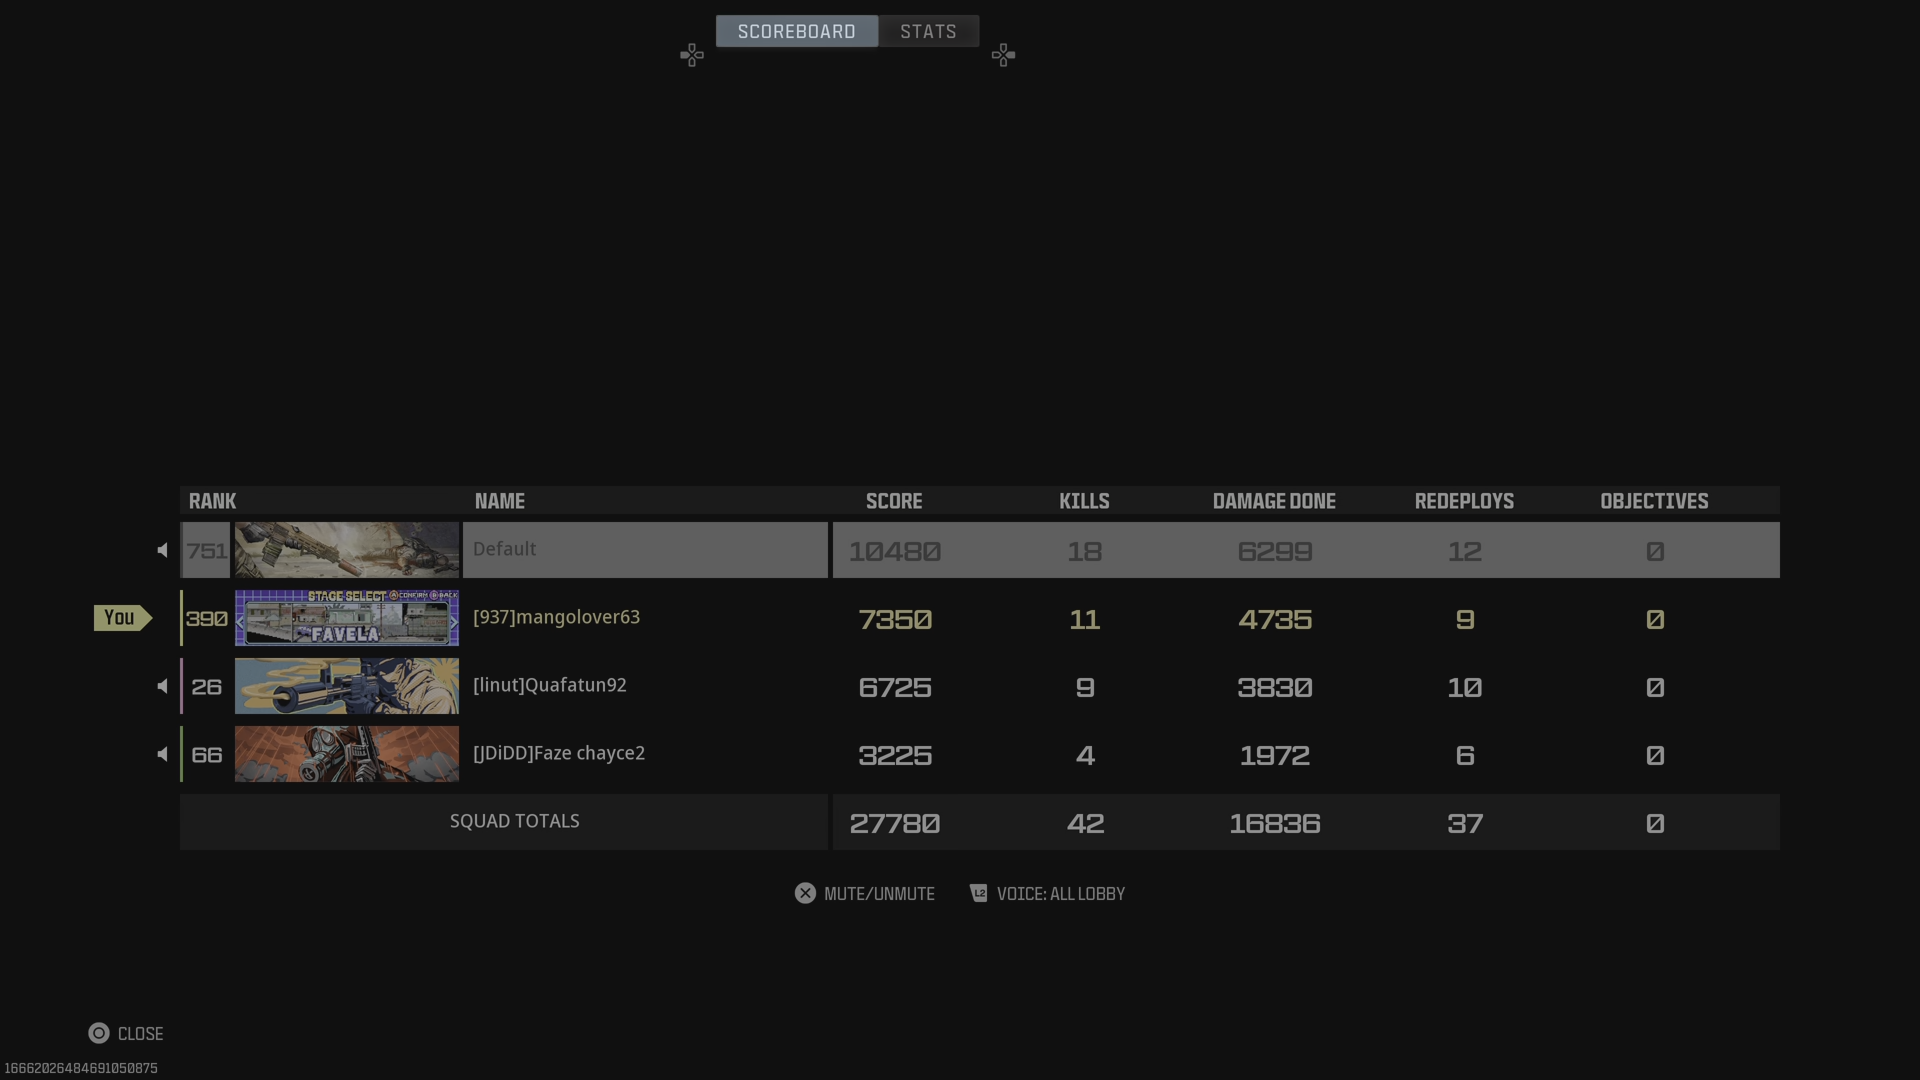 SCOREBOARD STATS
RANK NAME SCORE KILLS DAMAGE DONE REDEPLOYS OBJECTIVES
751 Default 10480 18 6299 12 0
STAGE SELECT A CONFIRM B BACK
You 390 FAVELA [937]mangolover63 7350 11 4735 9 0
26 [linut]Quafatun92 6725 9 3830 10 0
66 [JDiDD]Faze chayce2 3225 4 1972 6 0
SQUAD TOTALS 27780 42 16836 37 0
MUTE/UNMUTE L2 VOICE: ALL LOBBY
CLOSE
16662026484691050875